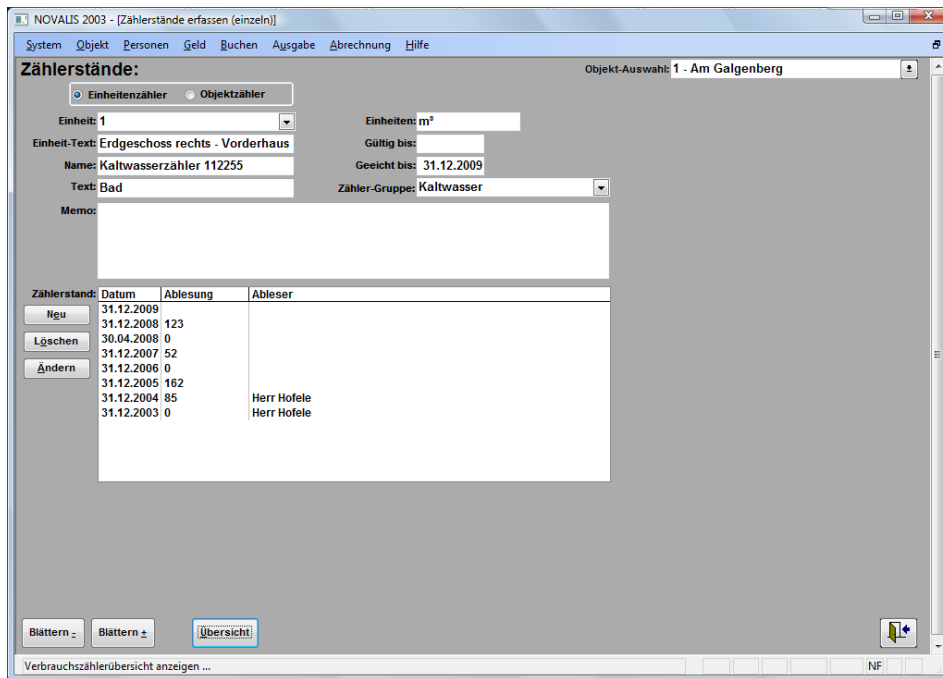 NOVALIS 2003 - [Zählerstände erfassen (einzeln)]
System Objekt Personen Geld Buchen Ausgabe Abrechnung Hilfe
Zählerstände:
Objekt-Auswahl: 1 - Am Galgenberg
Einheitenzähler Objektzähler
Einheit: 1 Einheiten: m³
Einheit-Text: Erdgeschoss rechts - Vorderhaus Gültig bis:
Name: Kaltwasserzähler 112255 Geeicht bis: 31.12.2009
Text: Bad Zähler-Gruppe: Kaltwasser
Memo:
Zählerstand: Datum Ablesung Ableser
Neu
Löschen
Ändern
31.12.2009
31.12.2008 123
30.04.2008 0
31.12.2007 52
31.12.2006 0
31.12.2005 162
31.12.2004 85 Herr Hofele
31.12.2003 0 Herr Hofele
Blättern - Blättern + Übersicht
Verbrauchszählerübersicht anzeigen ... NF